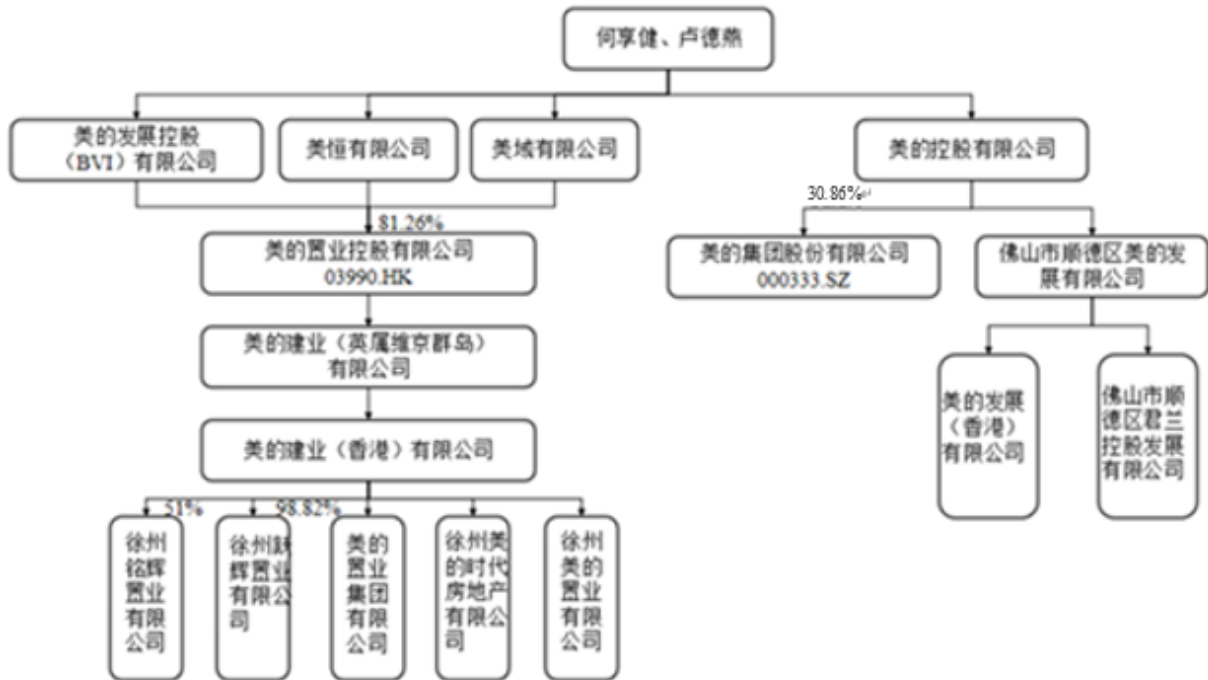 何享健、卢德燕
美的发展控股
（BVI）有限公司
美恒有限公司
美域有限公司
美的控股有限公司
81.26%
30.86%
美的置业控股有限公司
03990.HK
美的集团股份有限公司
000333.SZ
佛山市顺德区美的发
展有限公司
美的建业（英属维京群岛）
有限公司
美的建业（香港）有限公司
美的发展
（香港）
有限公司
佛山市顺
德区君兰
控股发展
有限公司
51%
98.82%
徐州
铭辉
置业
有限
公司
徐州
辉置业
有限公
司
美的
置业
集团
有限
公司
徐州美
的时代
房地产
有限公
司
徐州
美的
置业
有限
公司